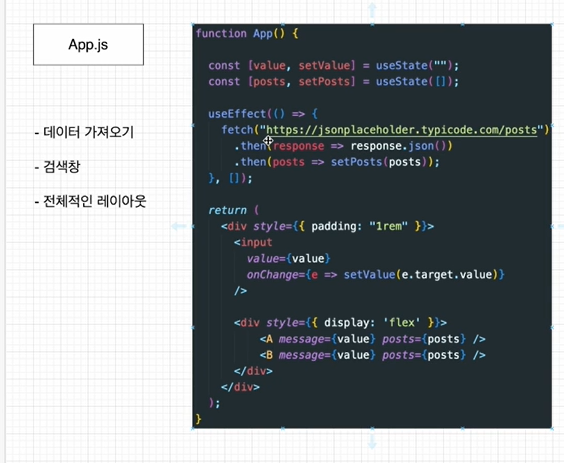 App.js
- 데이터 가져오기
- 검색창
- 전체적인 레이아웃
function App() {
const [value, setValue] = useState("");
const [posts, setPosts] = useState([]);
useEffect(() => {
fetch("https://jsonplaceholder.typicode.com/posts")
.then(response => response.json())
.then(posts => setPosts(posts));
}, []);
return (
<div style={{ padding: "1rem" }}>
<input
value={value}
onChange={e => setValue(e.target.value)}
/>
<div style={{ display: 'flex' }}>
<A message={value} posts={posts} />
<B message={value} posts={posts} />
</div>
</div>
);
}